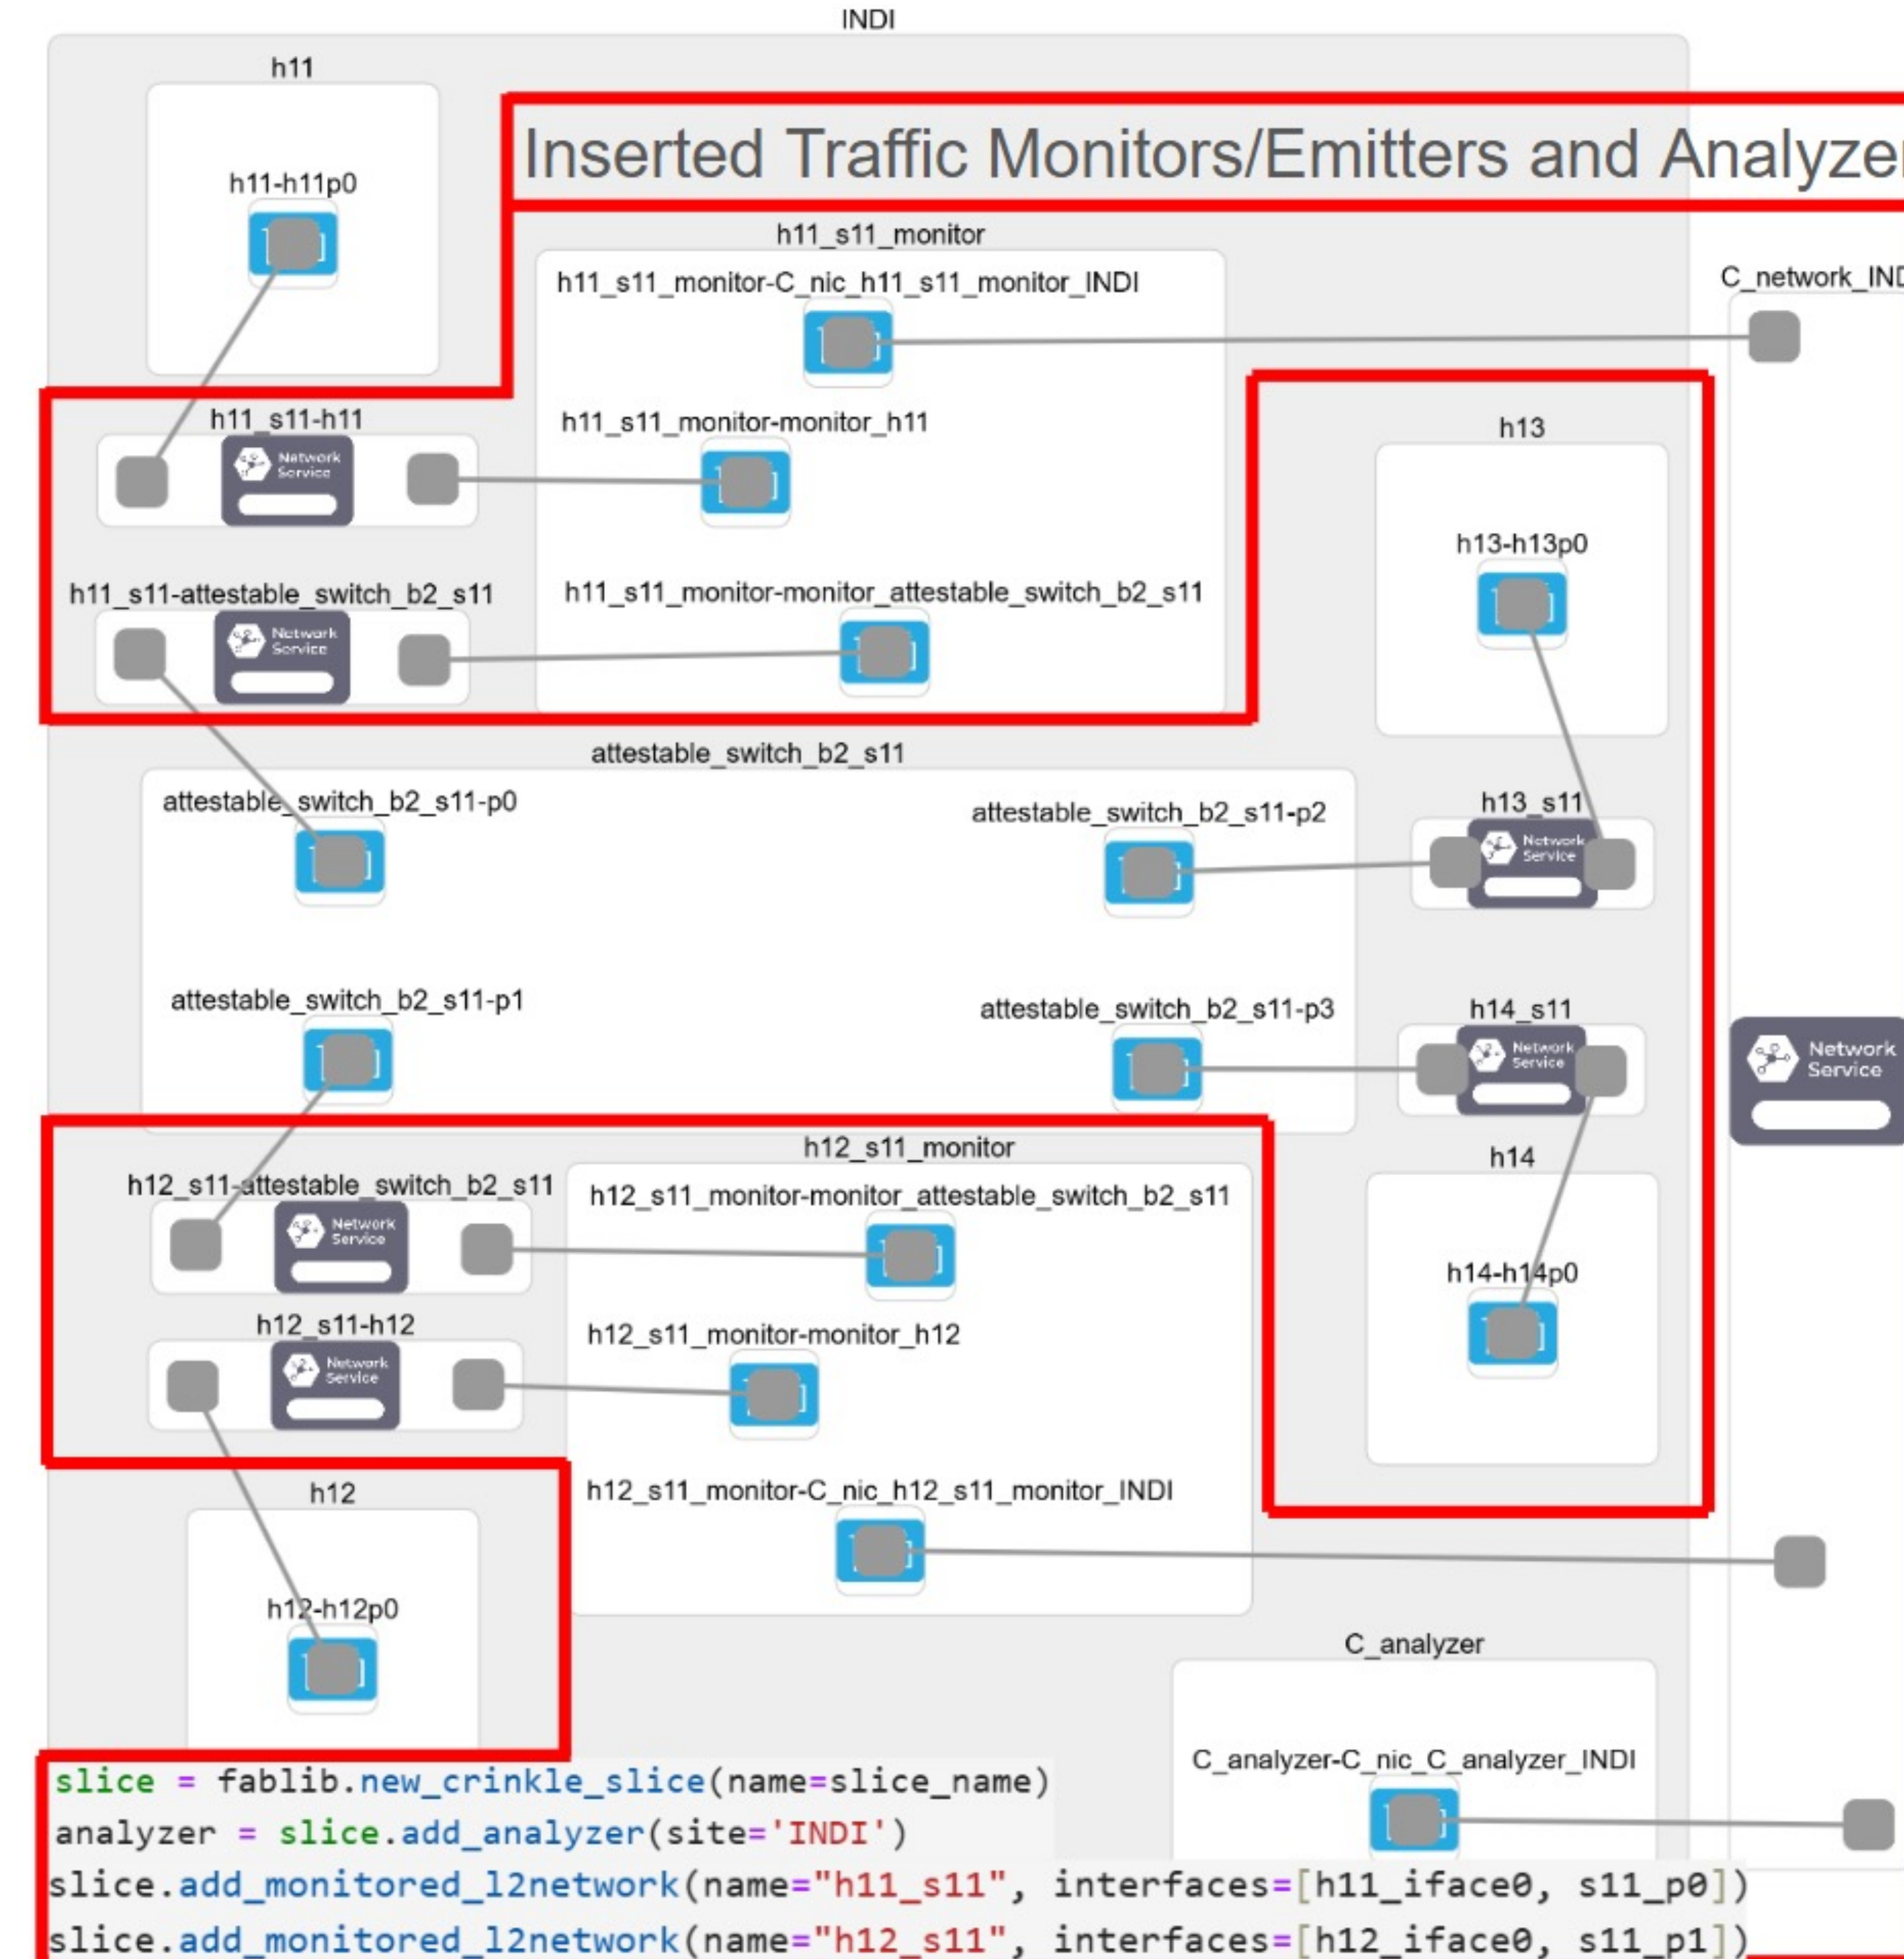 INDI
h11
h11-h11p0
Inserted Traffic Monitors/Emitters and Analyze
h11_s11_monitor
h11_s11_monitor-C_nic_h11_s11_monitor_INDI
C_network_IND
h11_s11-h11
Network
Service
h11_s11_monitor-monitor_h11
h13
h13-h13p0
h11_s11-attestable_switch_b2_s11
Network
Service
h11_s11_monitor-monitor_attestable_switch_b2_s11
attestable_switch_b2_s11
attestable_switch_b2_s11-p0
attestable_switch_b2_s11-p2
h13_s11
Network
Service
attestable_switch_b2_s11-p1
attestable_switch_b2_s11-p3
h14_s11
Network
Service
Network
Service
h12_s11_monitor
h14
h12_s11-attestable_switch_b2_s11
Network
Service
h12_s11_monitor-monitor_attestable_switch_b2_s11
h14-h14p0
h12_s11-h12
Network
Service
h12_s11_monitor-monitor_h12
h12
h12_s11_monitor-C_nic_h12_s11_monitor_INDI
h12-h12p0
C_analyzer
C_analyzer-C_nic_C_analyzer_INDI
slice = fablib.new_crinkle_slice(name=slice_name)
analyzer = slice.add_analyzer(site='INDI')
slice.add_monitored_l2network(name="h11_s11", interfaces=[h11_iface0, s11_p0])
slice.add_monitored_l2network(name="h12_s11", interfaces=[h12_iface0, s11_p1])